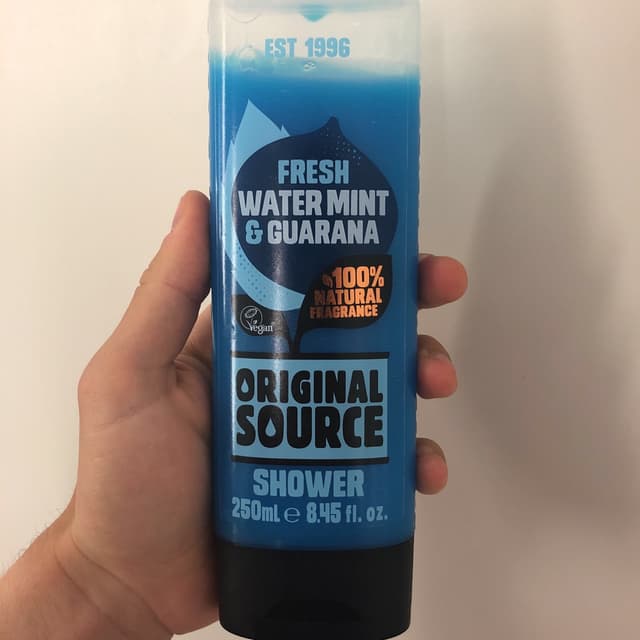 EST 1996
FRESH
WATER MINT
& GUARANA
100%
NATURAL
FRAGRANCE
Vegan
ORIGINAL
SOURCE
SHOWER
250ml e 8.45 fl. oz.